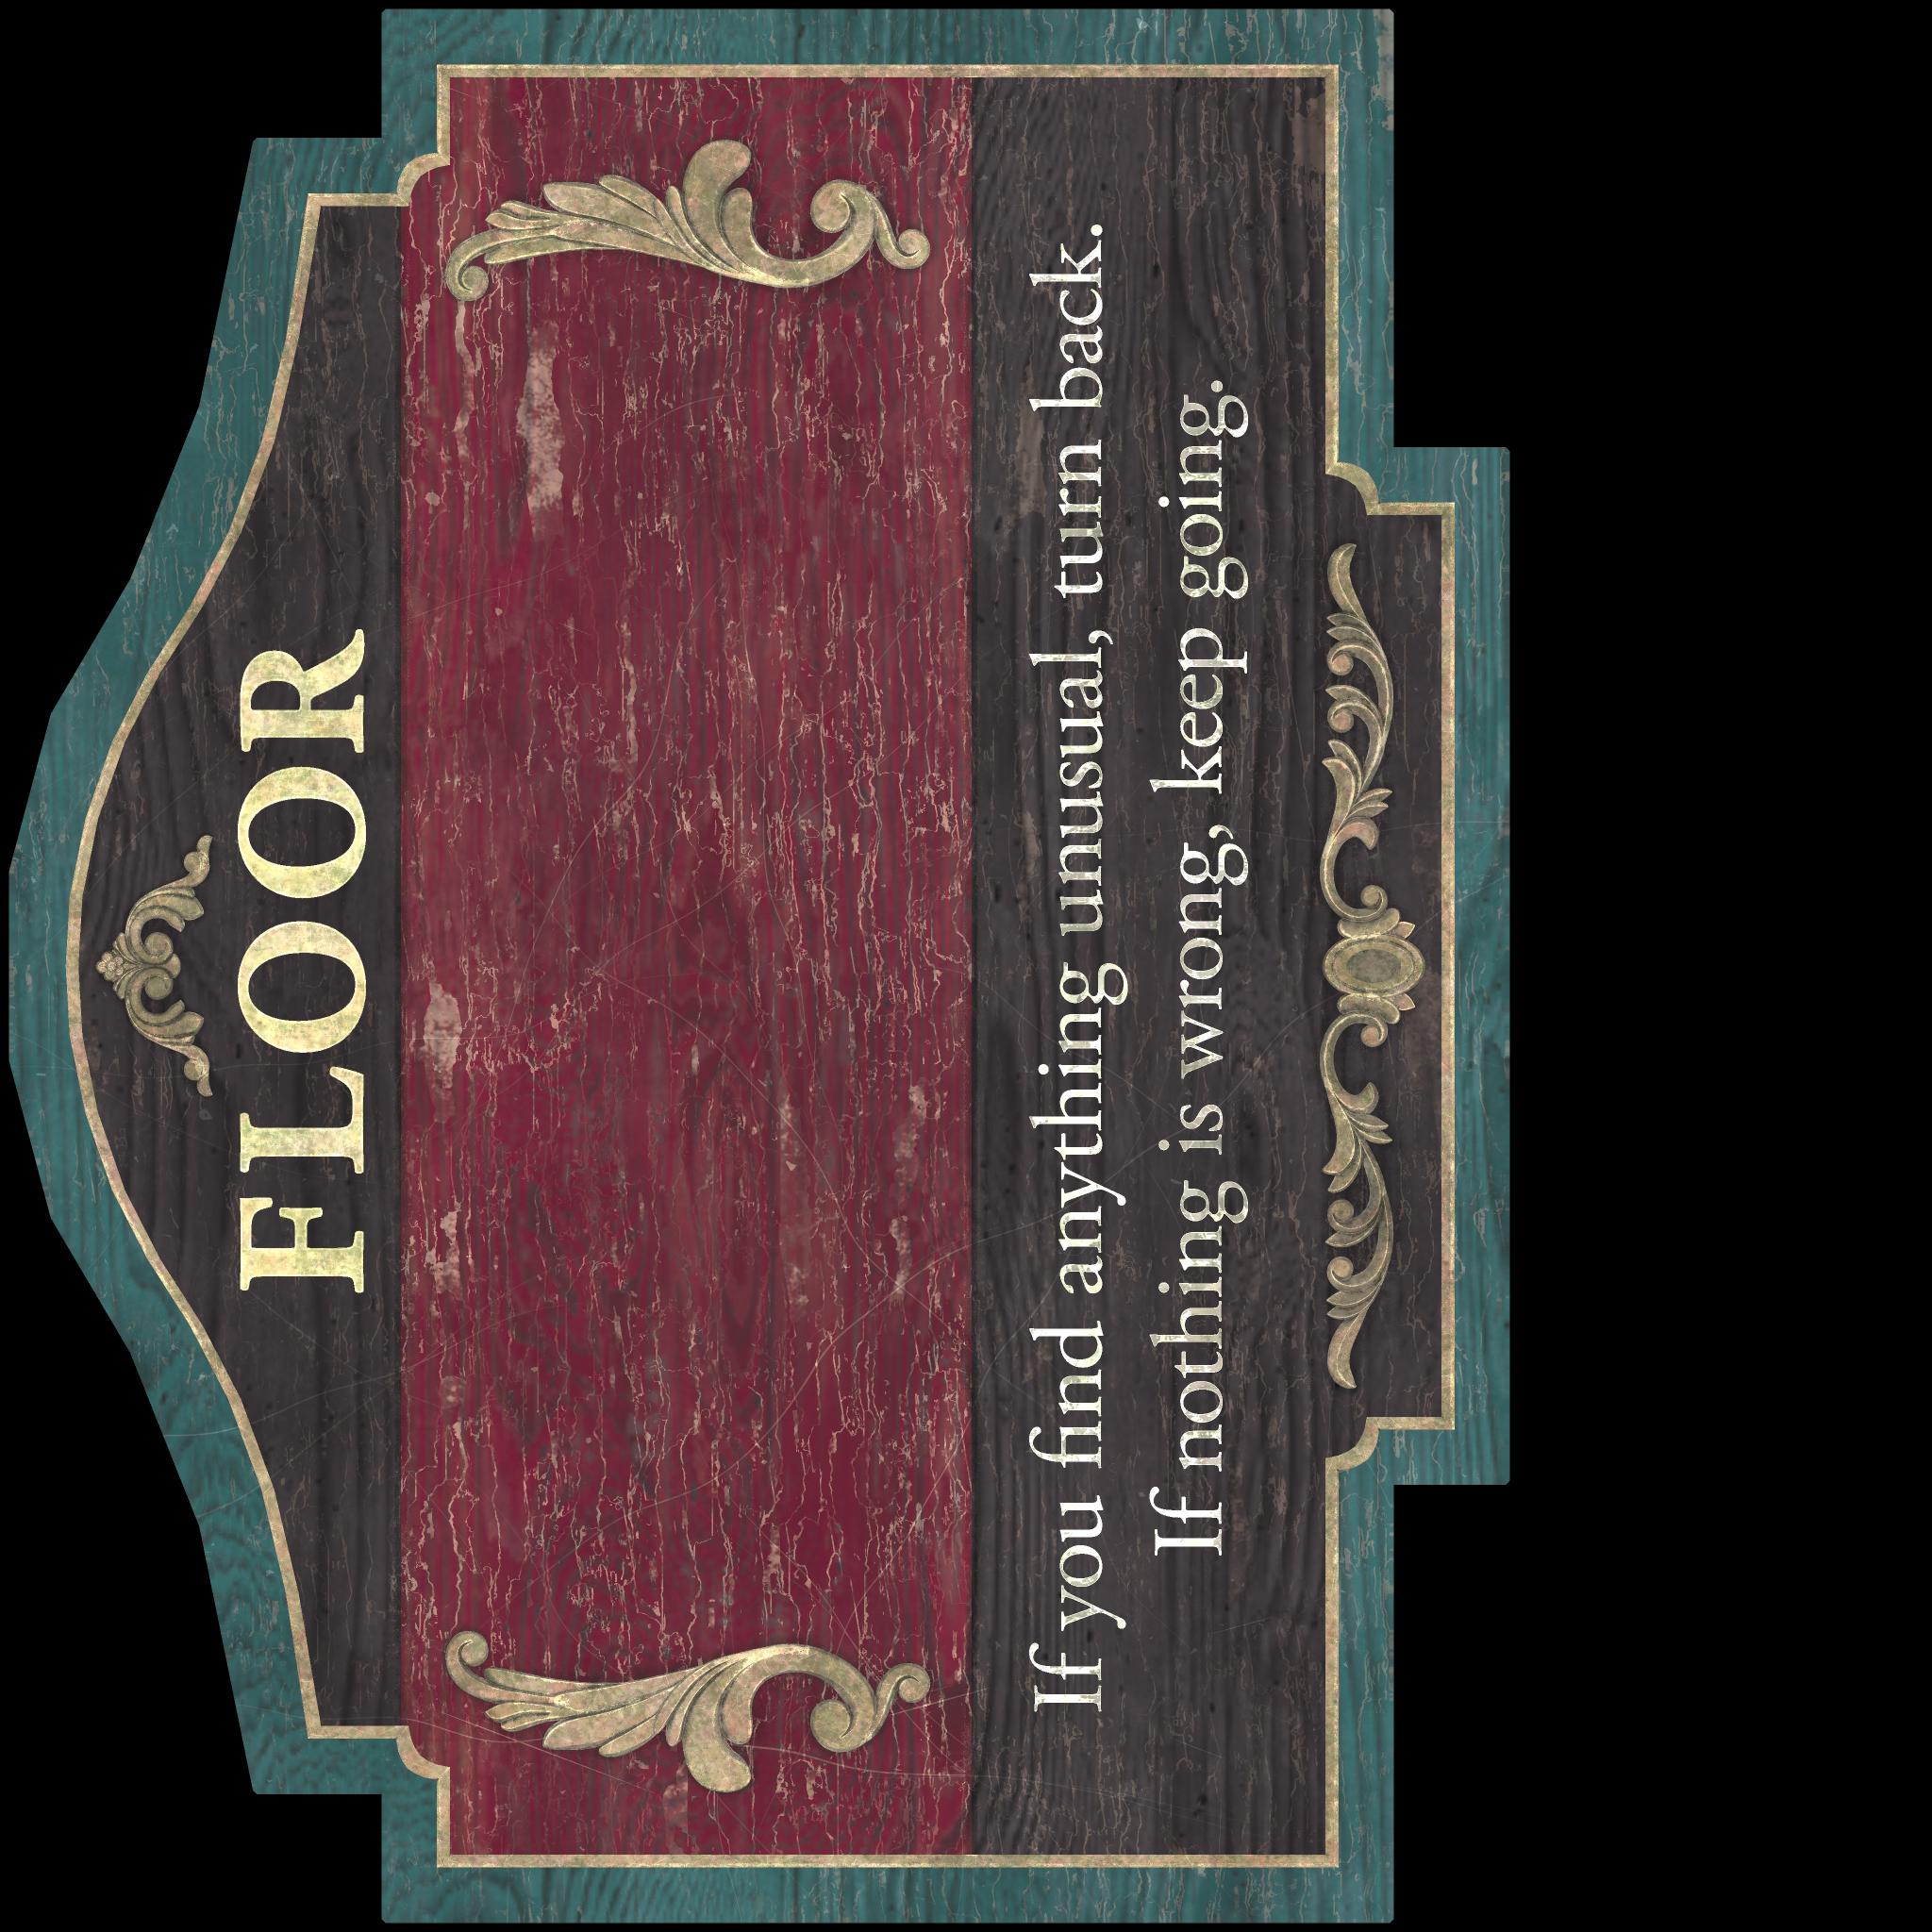 FLOOR
If you find anything unusual, turn back.
If nothing is wrong, keep going.